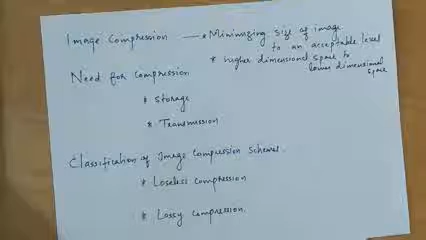 Image Compression — * Minimizing size of image
to an acceptable level
* higher dimensional space to
lower dimensional
space
Need for Compression
* Storage
* Transmission
Classification of Image Compression Schemes
* Loseless Compression
* Lossy Compression